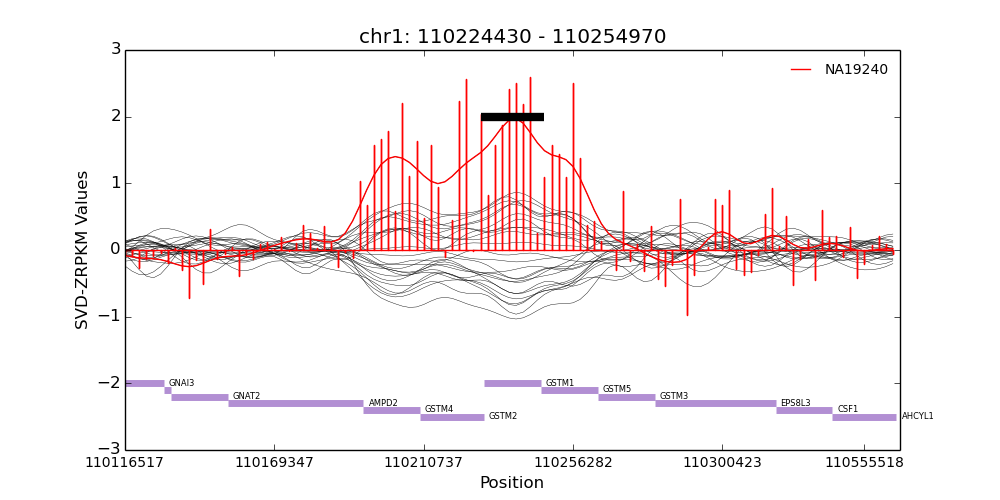 chr1: 110224430 - 110254970
NA19240
3
2
1
0
−1
−2
−3
SVD-ZRPKM Values
GNAI3
GNAT2
AMPD2
GSTM4
GSTM2
GSTM1
GSTM5
GSTM3
EPS8L3
CSF1
AHCYL1
110116517 110169347 110210737 110256282 110300423 110555518
Position